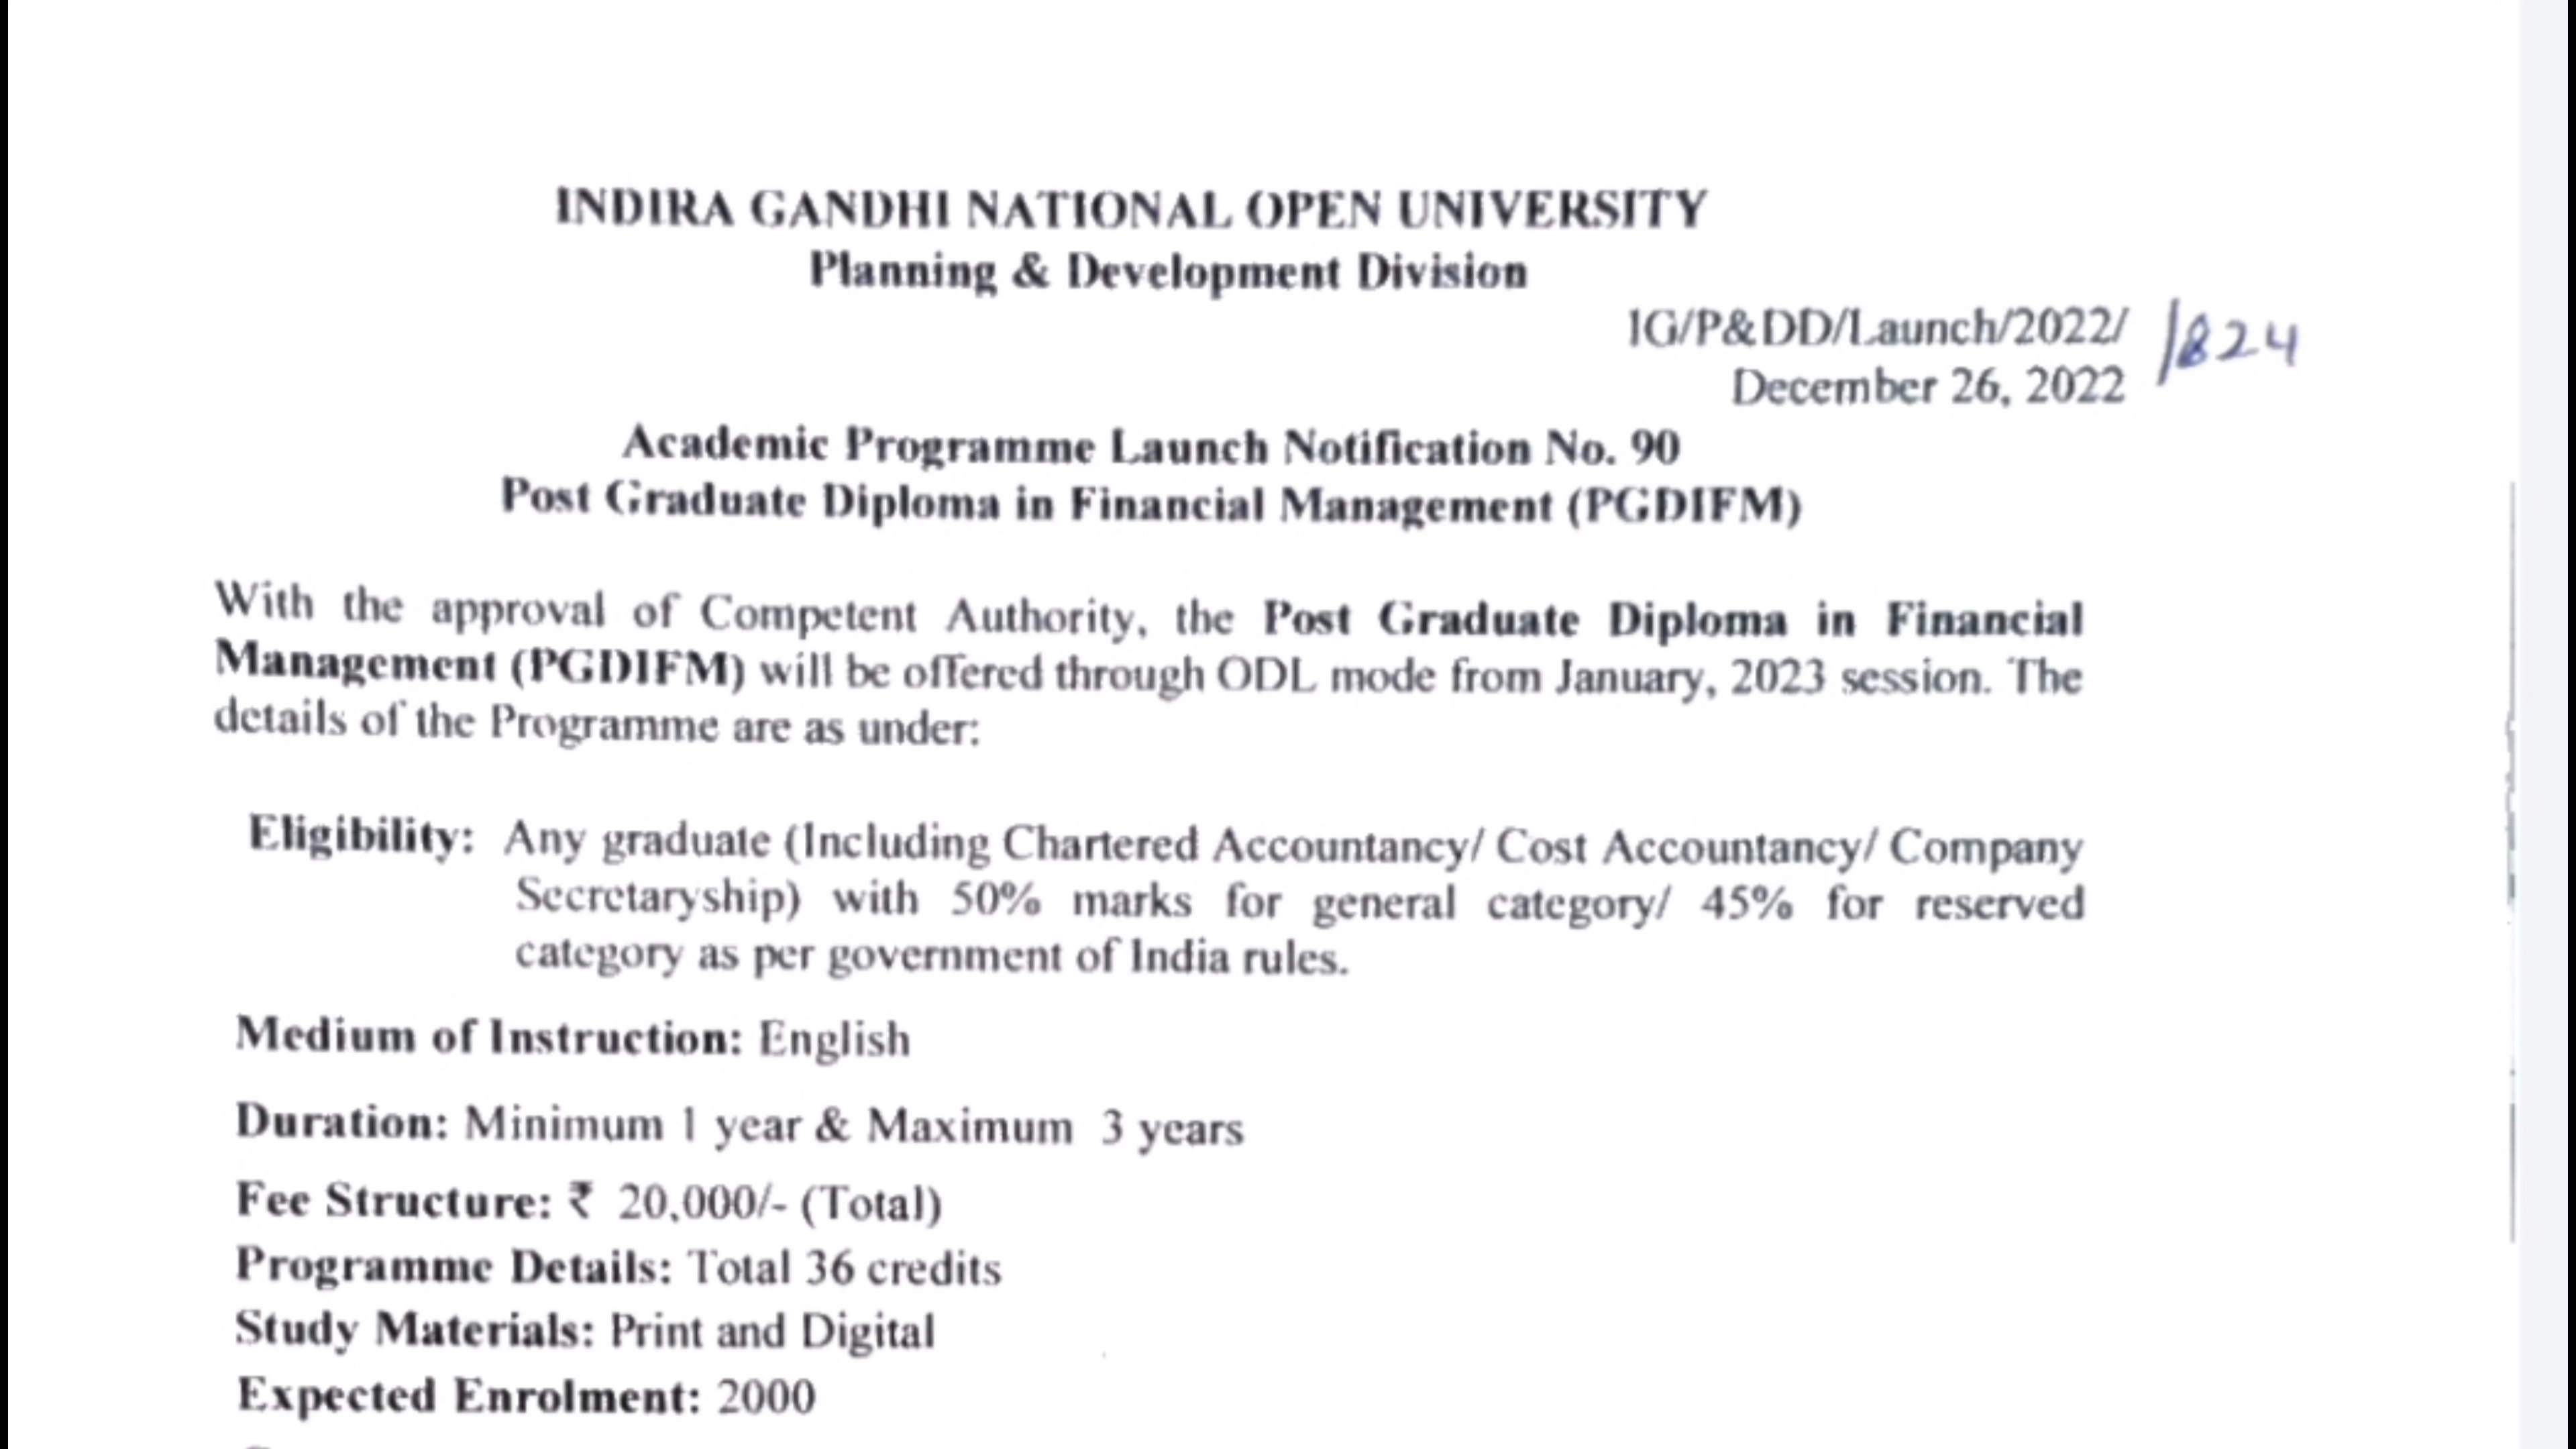 INDIRA GANDHI NATIONAL OPEN UNIVERSITY
Planning & Development Division
IG/P&DD/Launch/2022/ /824
December 26, 2022
Academic Programme Launch Notification No. 90
Post Graduate Diploma in Financial Management (PGDIFM)
With the approval of Competent Authority, the Post Graduate Diploma in Financial
Management (PGDIFM) will be offered through ODL mode from January, 2023 session. The
details of the Programme are as under:
Eligibility: Any graduate (Including Chartered Accountancy/ Cost Accountancy/ Company
Secretaryship) with 50% marks for general category/ 45% for reserved
category as per government of India rules.
Medium of Instruction: English
Duration: Minimum 1 year & Maximum 3 years
Fee Structure: ₹ 20,000/- (Total)
Programme Details: Total 36 credits
Study Materials: Print and Digital
Expected Enrolment: 2000